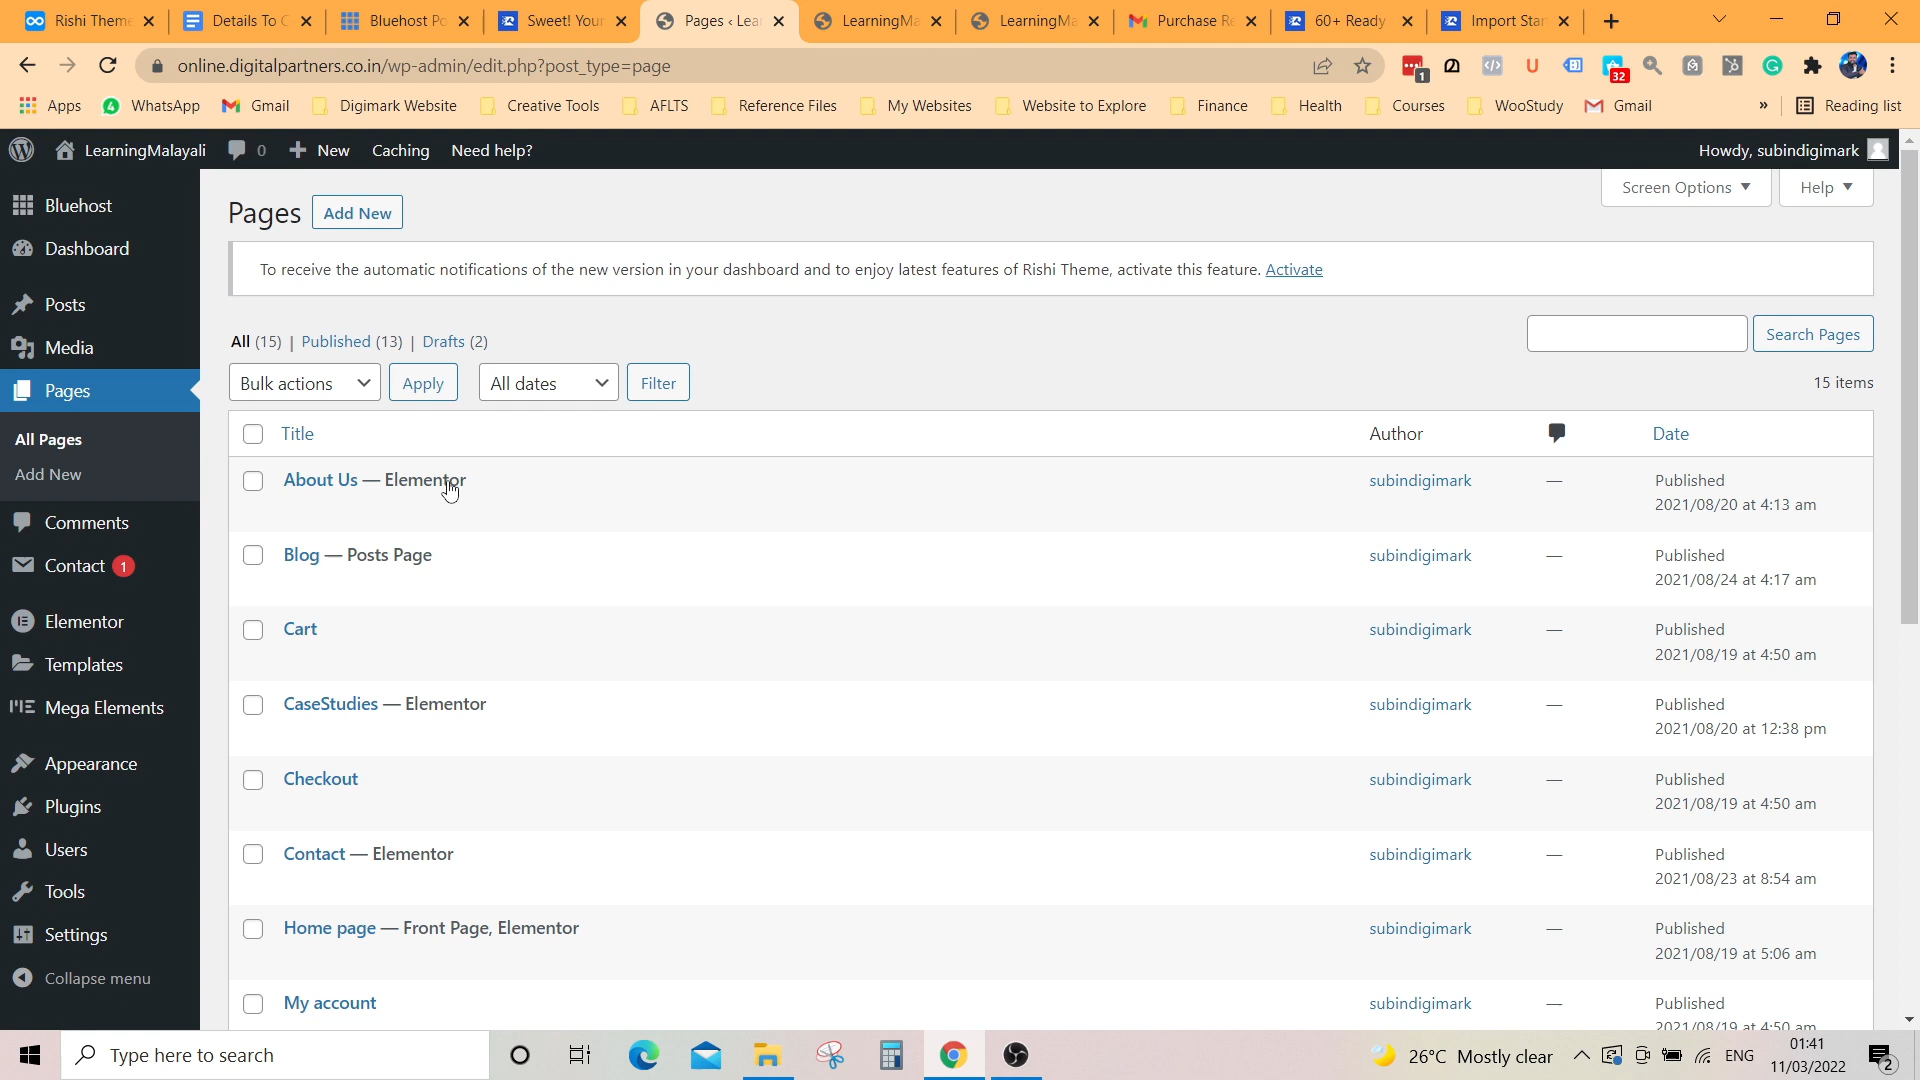 Rishi Theme
Details To C
Bluehost Po
Sweet! Your
Pages ‹ Lear
LearningMa
LearningMa
Purchase Re
60+ Ready
Import Star
online.digitalpartners.co.in/wp-admin/edit.php?post_type=page
1
32
Apps
WhatsApp
Gmail
Digimark Website
Creative Tools
AFLTS
Reference Files
My Websites
Website to Explore
Finance
Health
Courses
WooStudy
Gmail
»
Reading list
LearningMalayali
0
New
Caching
Need help?
Howdy, subindigimark
Bluehost
Dashboard
Posts
Media
Pages
All Pages
Add New
Comments
Contact 1
Elementor
Templates
Mega Elements
Appearance
Plugins
Users
Tools
Settings
Collapse menu
Screen Options
Help
Pages Add New
To receive the automatic notifications of the new version in your dashboard and to enjoy latest features of Rishi Theme, activate this feature. Activate
All (15) | Published (13) | Drafts (2)
Search Pages
Bulk actions Apply All dates Filter
15 items
Title Author Date
About Us — Elementor subindigimark — Published
2021/08/20 at 4:13 am
Blog — Posts Page subindigimark — Published
2021/08/24 at 4:17 am
Cart subindigimark — Published
2021/08/19 at 4:50 am
CaseStudies — Elementor subindigimark — Published
2021/08/20 at 12:38 pm
Checkout subindigimark — Published
2021/08/19 at 4:50 am
Contact — Elementor subindigimark — Published
2021/08/23 at 8:54 am
Home page — Front Page, Elementor subindigimark — Published
2021/08/19 at 5:06 am
My account subindigimark — Published
2021/08/19 at 4:50 am
Type here to search
26°C Mostly clear
ENG
01:41
11/03/2022
2